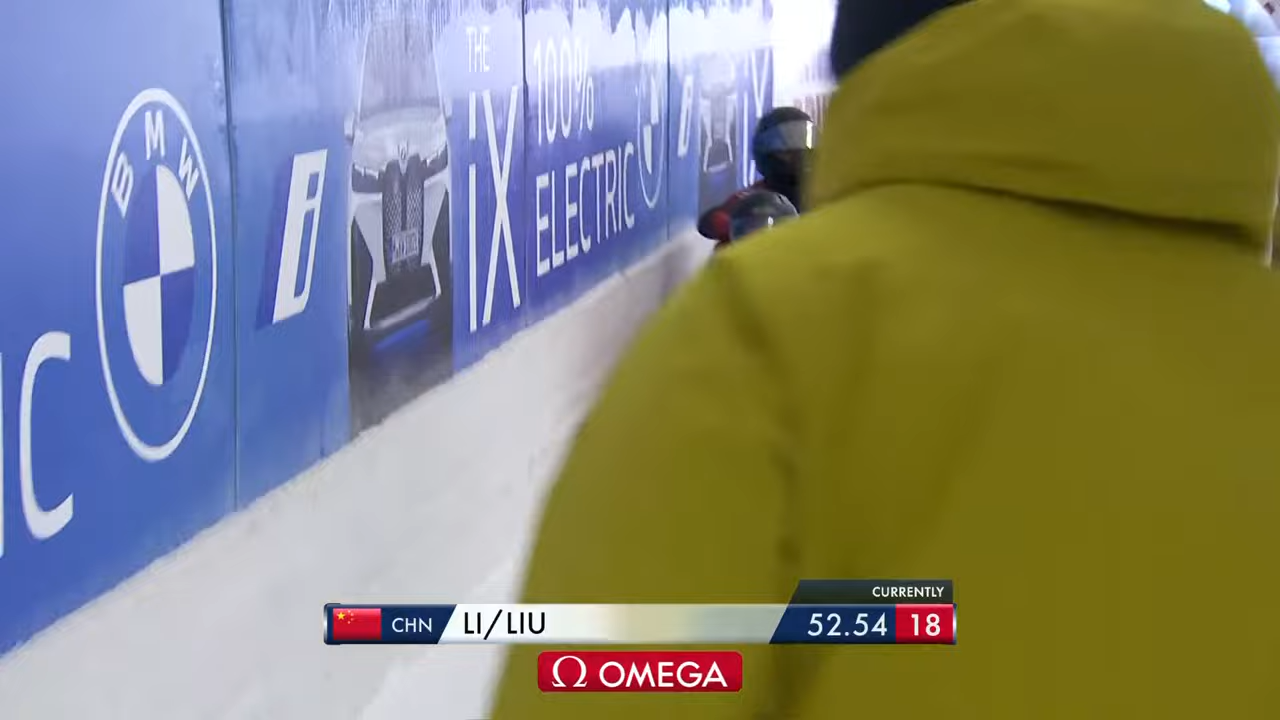 IC
BMW
i
THE
iX
100%
ELECTRIC
i
CURRENTLY
CHN LI/LIU 52.54 18
Ω OMEGA